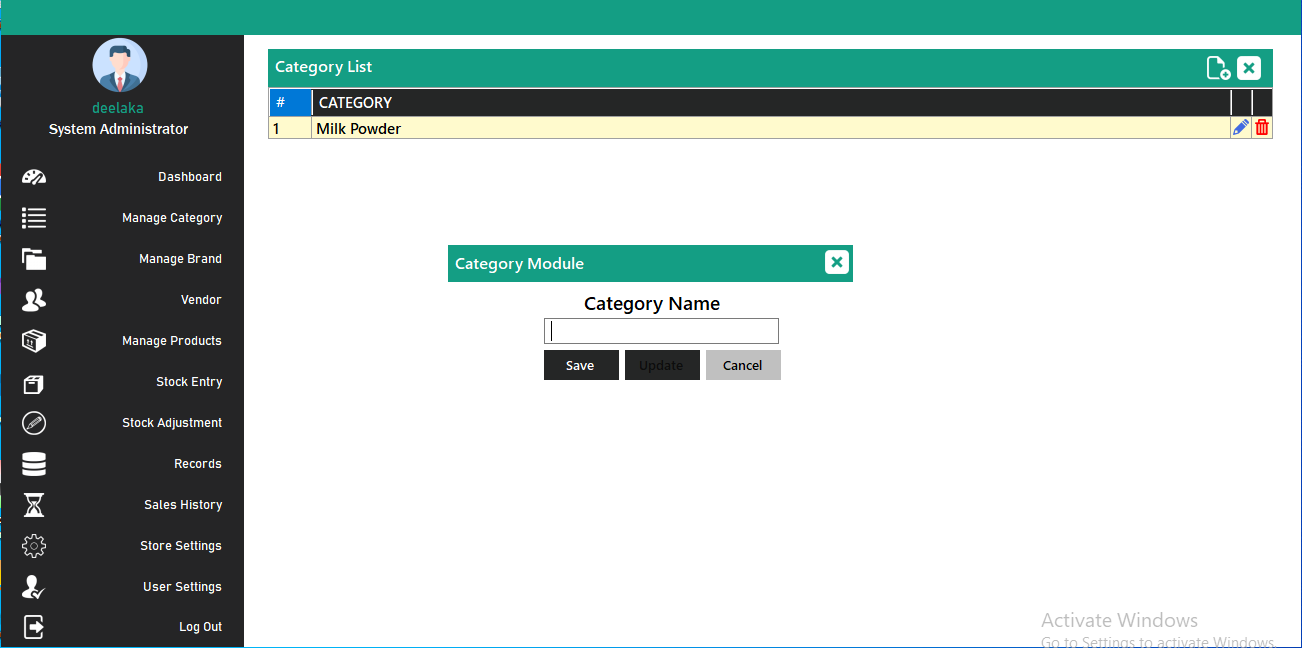 deelaka
System Administrator
Dashboard
Manage Category
Manage Brand
Vendor
Manage Products
Stock Entry
Stock Adjustment
Records
Sales History
Store Settings
User Settings
Log Out
Category List
# CATEGORY
1 Milk Powder
Category Module
Category Name
Save Update Cancel
Activate Windows
Go to Settings to activate Windows.